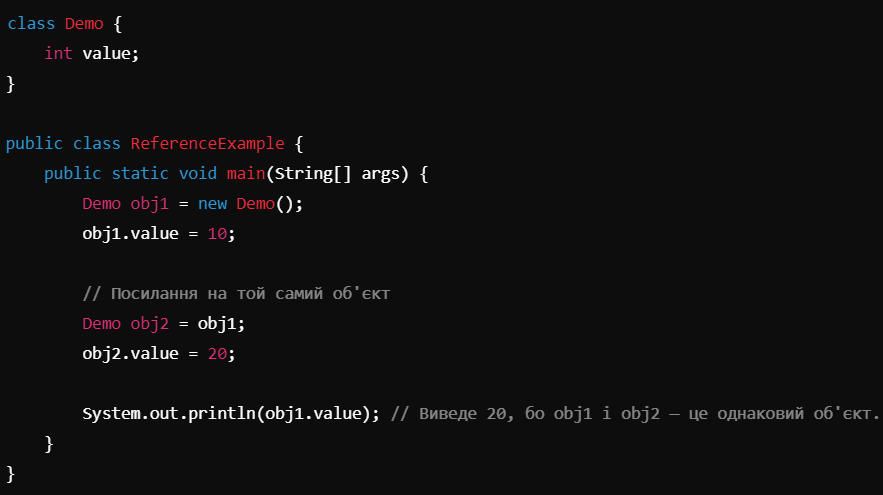 class Demo {
    int value;
}

public class ReferenceExample {
    public static void main(String[] args) {
        Demo obj1 = new Demo();
        obj1.value = 10;

        // Посилання на той самий об'єкт
        Demo obj2 = obj1;
        obj2.value = 20;

        System.out.println(obj1.value); // Виведе 20, бо obj1 і obj2 — це однаковий об'єкт.
    }
}